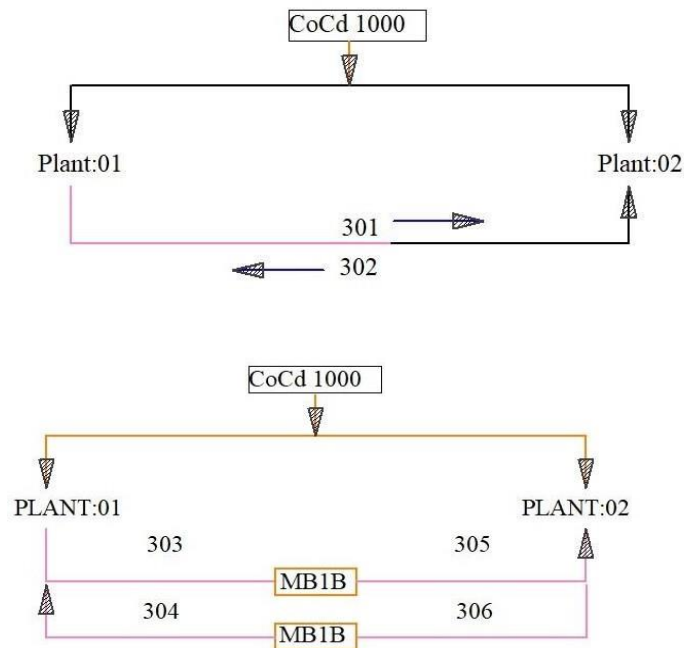 CoCd 1000
Plant:01 Plant:02
301
302
CoCd 1000
PLANT:01 PLANT:02
303 305
MB1B
304 306
MB1B